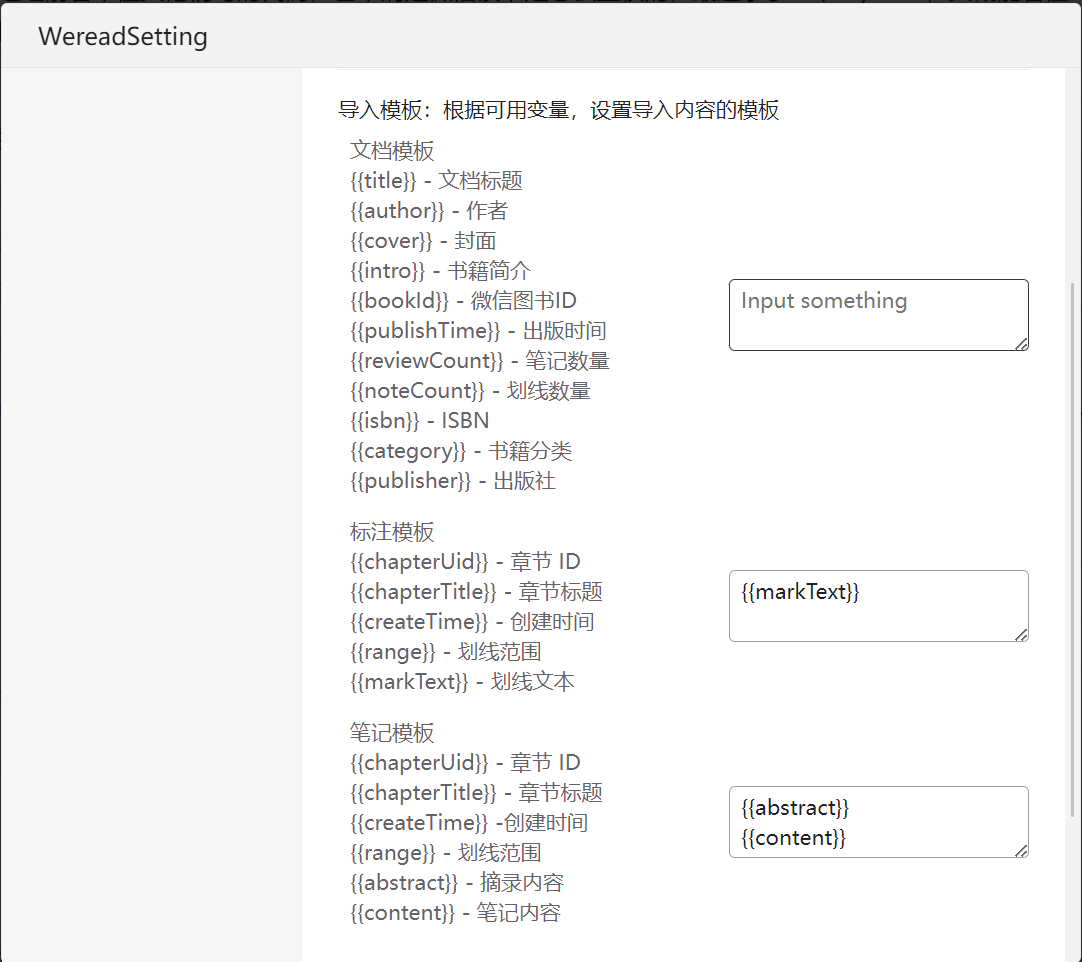 WereadSetting
导入模板：根据可用变量，设置导入内容的模板
文档模板
{{title}} - 文档标题
{{author}} - 作者
{{cover}} - 封面
{{intro}} - 书籍简介
{{bookId}} - 微信图书ID
{{publishTime}} - 出版时间
{{reviewCount}} - 笔记数量
{{noteCount}} - 划线数量
{{isbn}} - ISBN
{{category}} - 书籍分类
{{publisher}} - 出版社
Input something
标注模板
{{chapterUid}} - 章节 ID
{{chapterTitle}} - 章节标题
{{createTime}} - 创建时间
{{range}} - 划线范围
{{markText}} - 划线文本
{{markText}}
笔记模板
{{chapterUid}} - 章节 ID
{{chapterTitle}} - 章节标题
{{createTime}} -创建时间
{{range}} - 划线范围
{{abstract}} - 摘录内容
{{content}} - 笔记内容
{{abstract}}
{{content}}